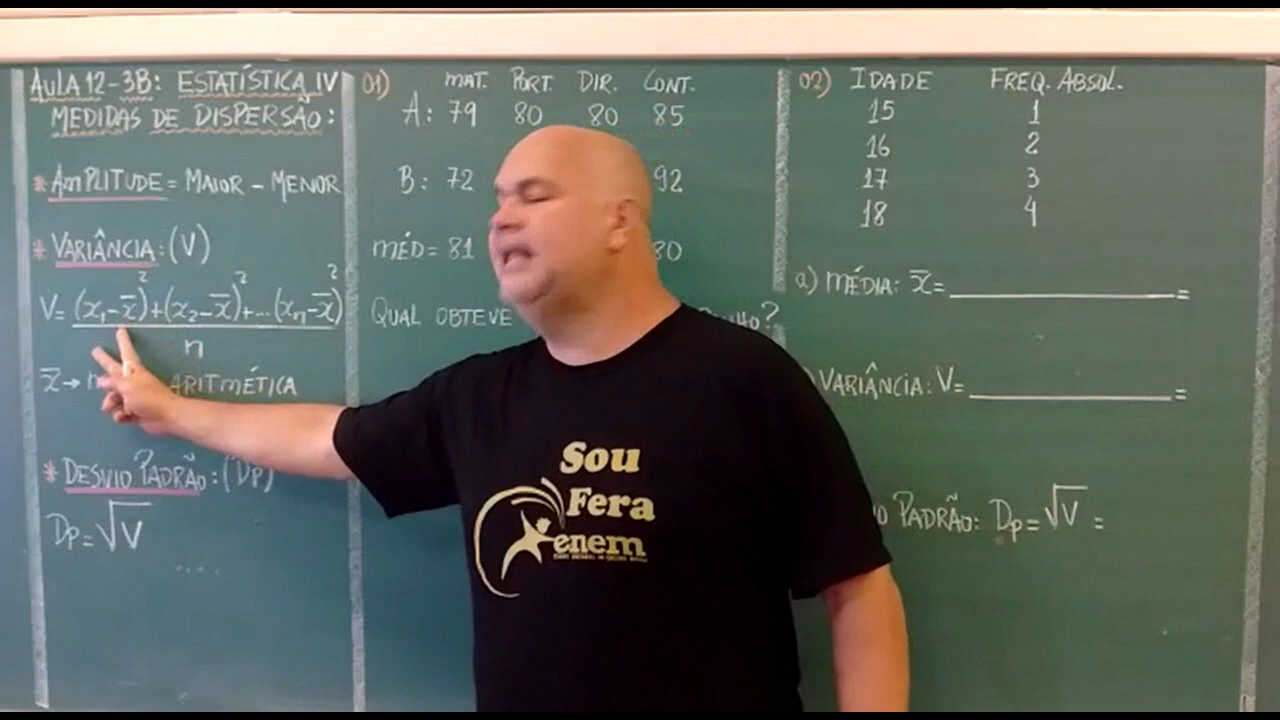 AULA 12-3B: ESTATÍSTICA IV
MEDIDAS DE DISPERSÃO:
* AMPLITUDE = MAIOR - MENOR
* VARIÂNCIA: (V)
V= (x₁-x̄)²+(x₂-x̄)²+...(xₙ-x̄)²
n
x̄→ ARITMÉTICA
* DESVIO PADRÃO: (DP)
DP=√V
01) MAT. PORT. DIR. CONT.
A: 79 80 80 85
B: 72 92
MÉD= 81 80
QUAL OBTEVE
02) IDADE FREQ. ABSOL.
15 1
16 2
17 3
18 4
a) MÉDIA: x̄= =
) VARIÂNCIA: V= =
PADRÃO: DP=√V =
Sou
Fera
enem